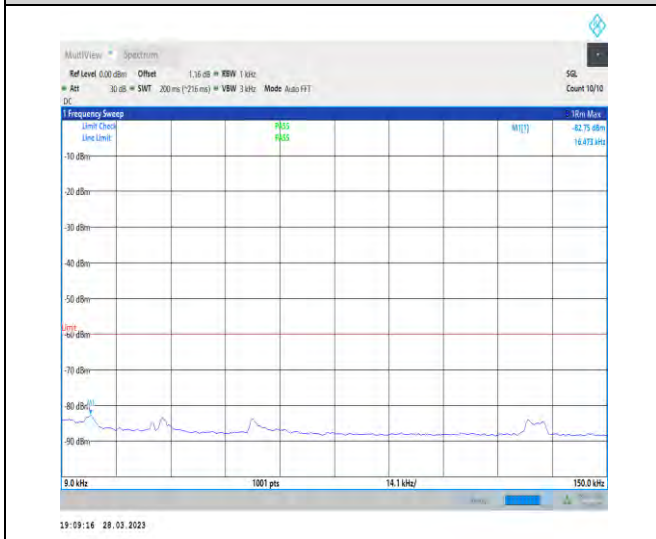 MultiView Spectrum
Ref Level 0.00 dBm Offset 1.16 dB RBW 1 kHz SGL
Att 30 dB SWT 200 ms (~216 ms) VBW 3 kHz Mode Auto FFT Count 10/10
DC
1 Frequency Sweep 1Rm Max
Limit Check PASS M1[1] -82.75 dBm
Line Limit PASS 16.473 kHz
-10 dBm
-20 dBm
-30 dBm
-40 dBm
-50 dBm
Limit
-60 dBm
-70 dBm
-80 dBm M1
-90 dBm
9.0 kHz 1001 pts 14.1 kHz/ 150.0 kHz
19:09:16 28.03.2023